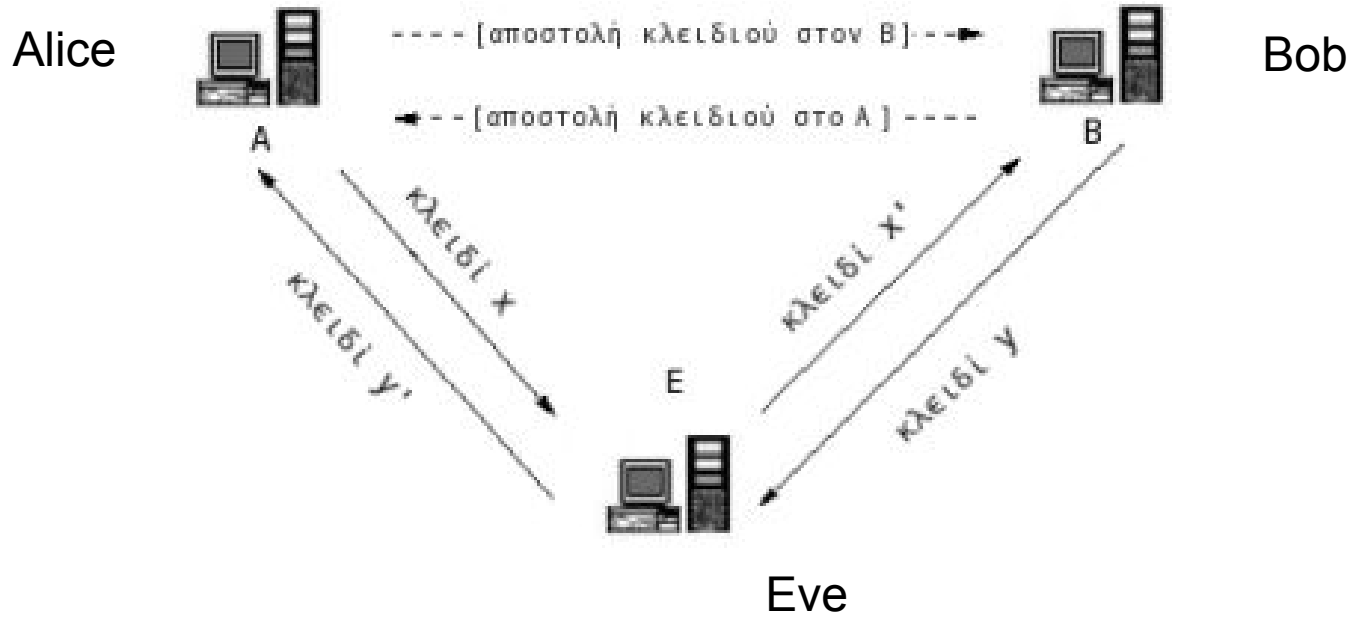 Alice
----[αποστολή κλειδιού στον Β]---
Bob
---[αποστολή κλειδιού στο Α ]----
A
B
κλειδί x
κλειδί y'
κλειδί x'
κλειδί y
E
Eve